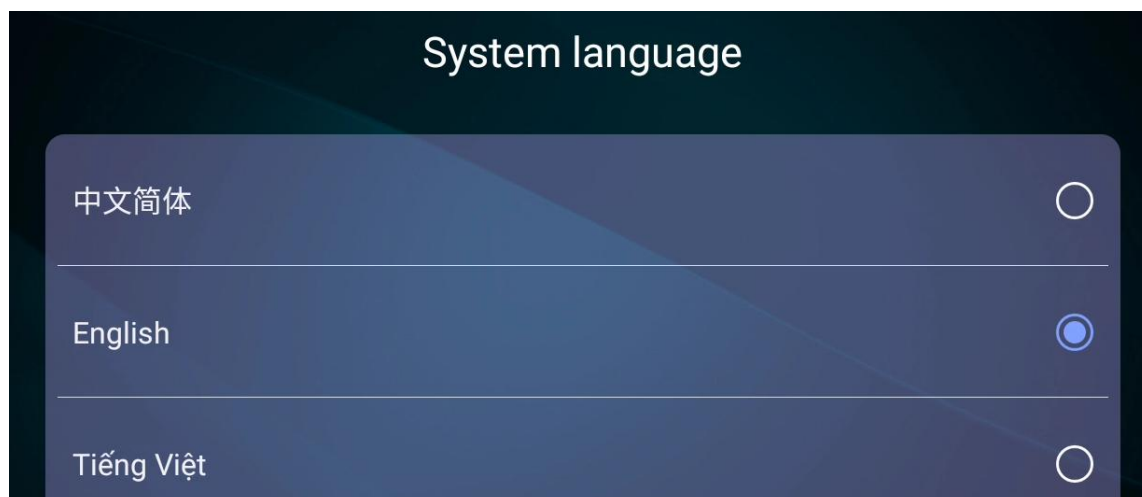 System language
中文简体
English
Tiếng Việt